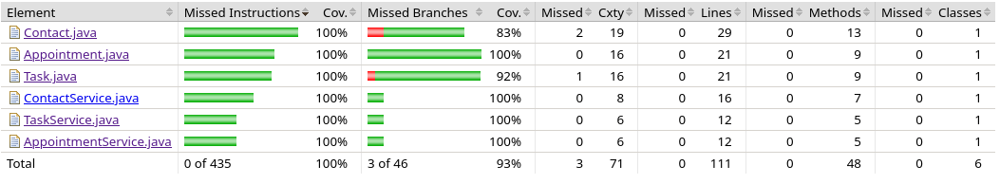 Element Missed Instructions Cov. Missed Branches Cov. Missed Cxty Missed Lines Missed Methods Missed Classes
Contact.java 100% 83% 2 19 0 29 0 13 0 1
Appointment.java 100% 100% 0 16 0 21 0 9 0 1
Task.java 100% 92% 1 16 0 21 0 9 0 1
ContactService.java 100% 100% 0 8 0 16 0 7 0 1
TaskService.java 100% 100% 0 6 0 12 0 5 0 1
AppointmentService.java 100% 100% 0 6 0 12 0 5 0 1
Total 0 of 435 100% 3 of 46 93% 3 71 0 111 0 48 0 6